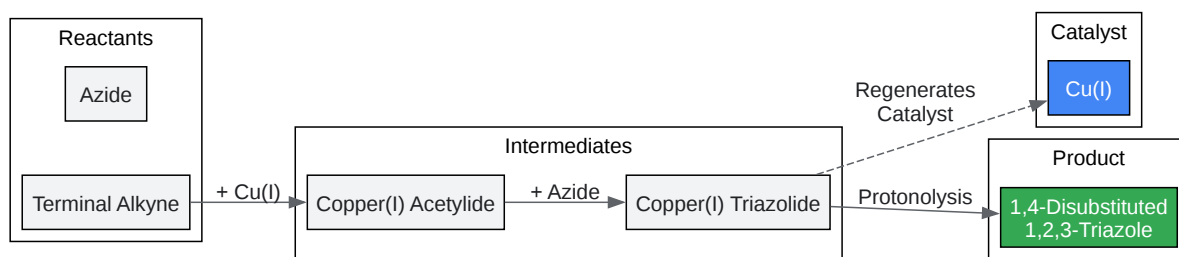 Reactants
Azide
Terminal Alkyne
+ Cu(I)
Intermediates
Copper(I) Acetylide
+ Azide
Copper(I) Triazolide
Regenerates
Catalyst
Protonolysis
Catalyst
Cu(I)
Product
1,4-Disubstituted
1,2,3-Triazole